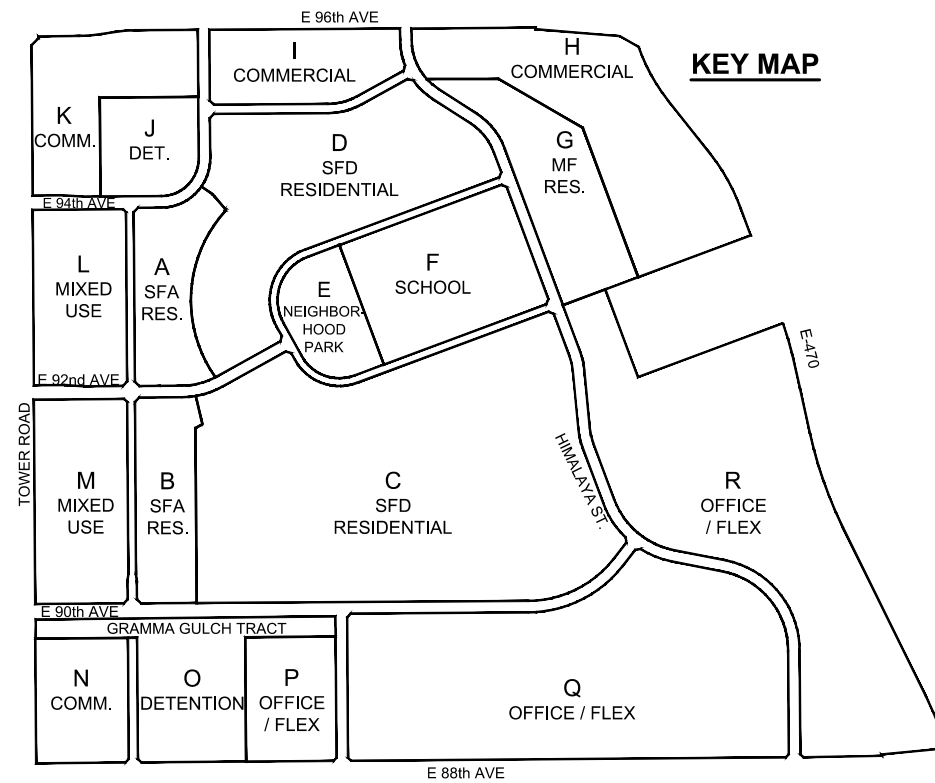 E 96th AVE
KEY MAP
I
COMMERCIAL
H
COMMERCIAL
K
COMM.
J
DET.
D
SFD
RESIDENTIAL
G
MF
RES.
E 94th AVE
L
MIXED
USE
A
SFA
RES.
E
NEIGHBOR-
HOOD
PARK
F
SCHOOL
E-470
E 92nd AVE
TOWER ROAD
M
MIXED
USE
B
SFA
RES.
C
SFD
RESIDENTIAL
HIMALAYA ST.
R
OFFICE
/ FLEX
E 90th AVE
GRAMMA GULCH TRACT
N
COMM.
O
DETENTION
P
OFFICE
/ FLEX
Q
OFFICE / FLEX
E 88th AVE